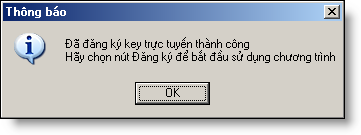 Thông báo
Đã đăng ký key trực tuyến thành công
Hãy chọn nút Đăng ký để bắt đầu sử dụng chương trình
OK